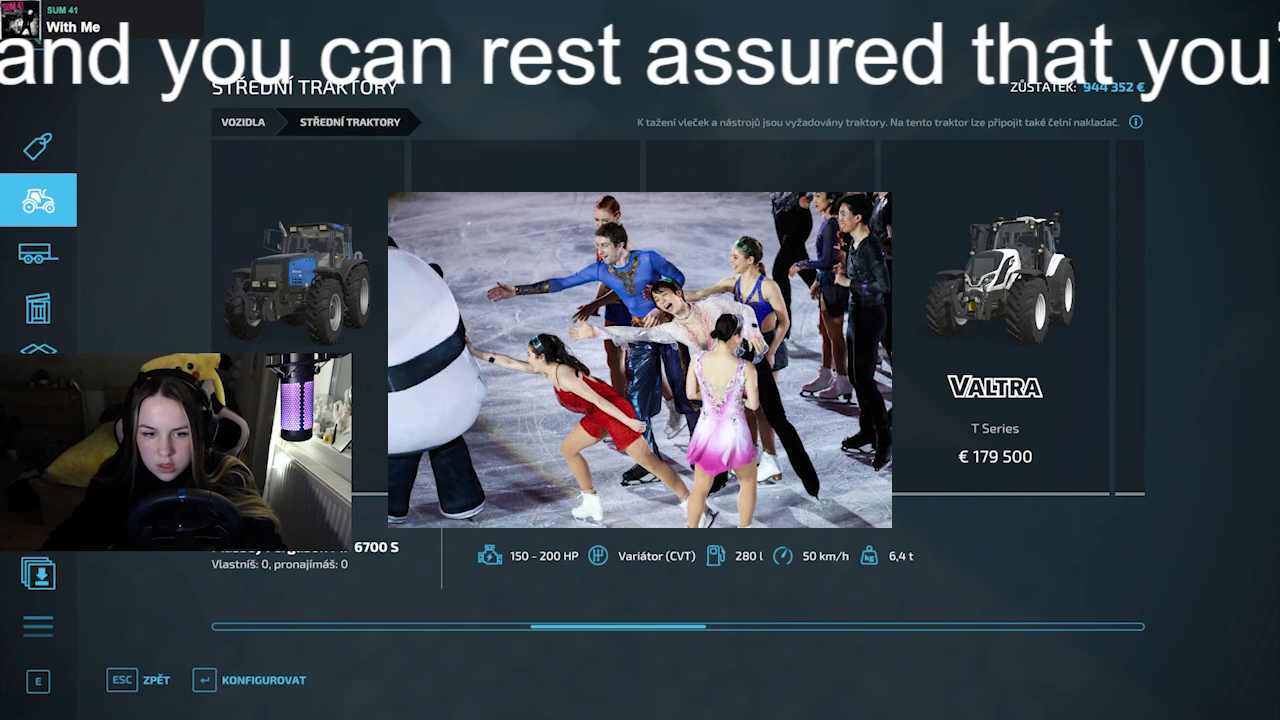 SUM 41
With Me
and you can rest assured that you'
STŘEDNÍ TRAKTORY
ZŮSTATEK: 944 352 €
VOZIDLA
STŘEDNÍ TRAKTORY
K tažení vleček a nástrojů jsou vyžadovány traktory. Na tento traktor lze připojit také čelní nakladač.
VALTRA
T Series
€ 179 500
6700 S
Vlastníš: 0, pronajímáš: 0
150 - 200 HP
Variátor (CVT)
280 l
50 km/h
kg
6,4 t
E
ESC ZPĚT
KONFIGUROVAT